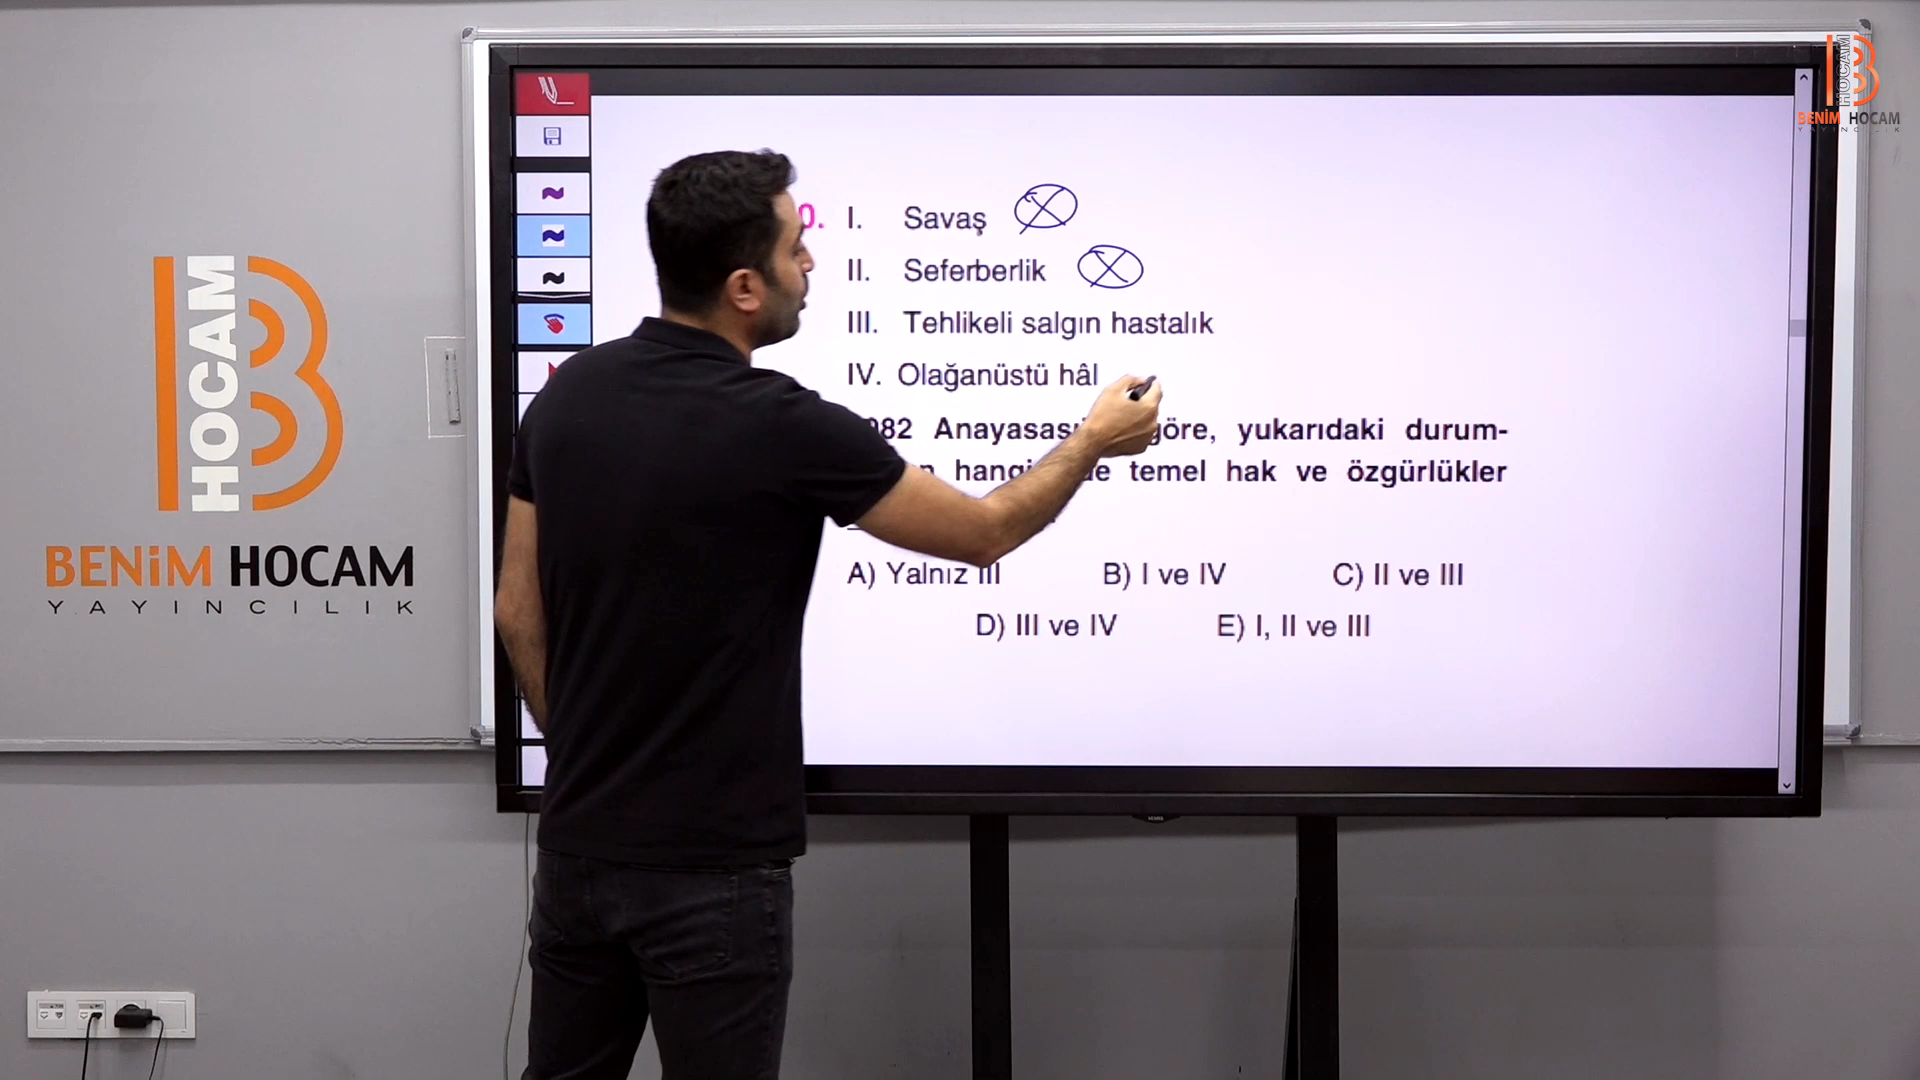 HOCAM
BENİM HOCAM
YAYINCILIK
HOCAM
BENİM HOCAM
YAYINCILIK
0. I. Savaş
II. Seferberlik
III. Tehlikeli salgın hastalık
IV. Olağanüstü hâl
982 Anayasası göre, yukarıdaki durum-
temel hak ve özgürlükler
A) Yalnız III B) I ve IV C) II ve III
D) III ve IV E) I, II ve III